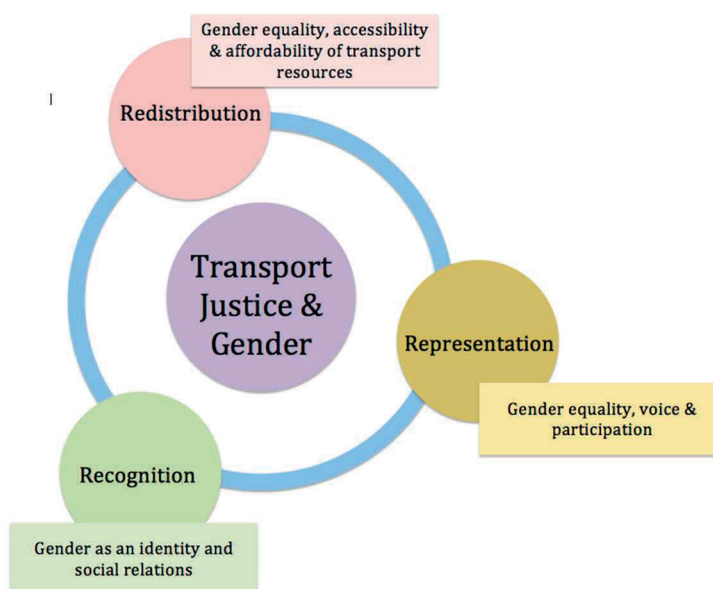 Gender equality, accessibility
& affordability of transport
resources
Redistribution
Transport
Justice &
Gender
Representation
Gender equality, voice &
participation
Recognition
Gender as an identity and
social relations